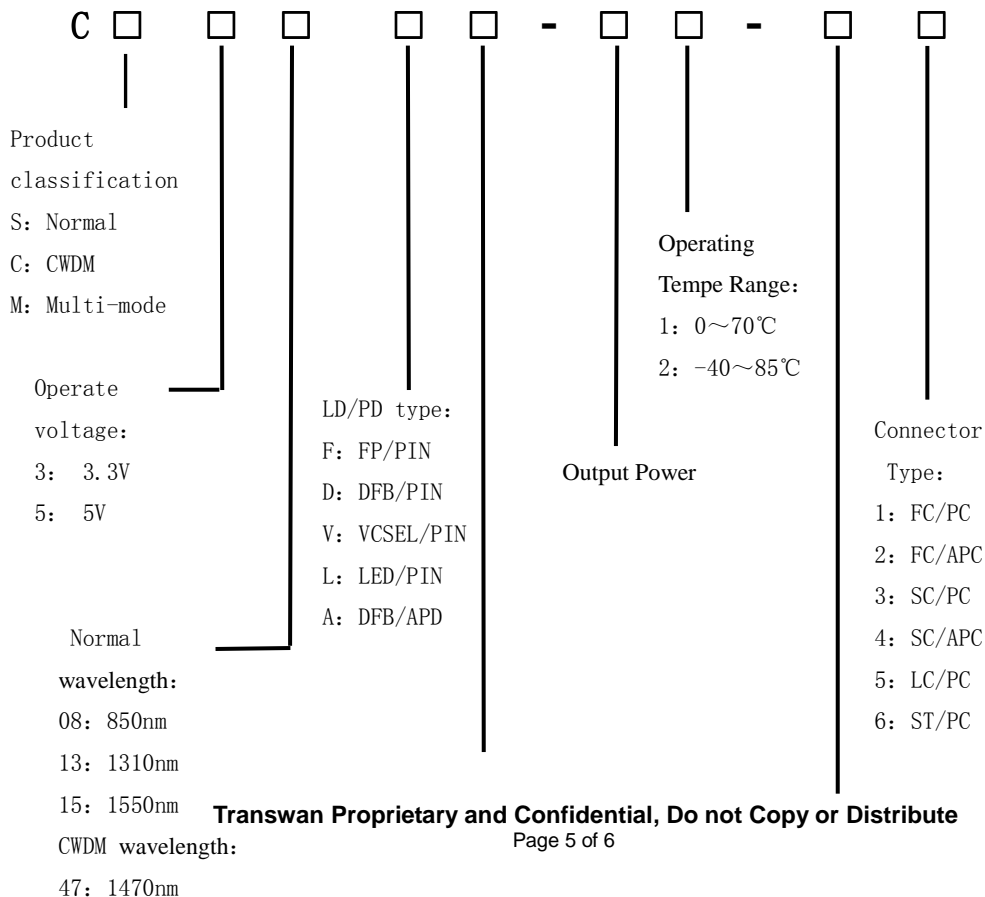 C □ □ □ □ □ - □ □ - □ □
Product
classification
S: Normal
C: CWDM
M: Multi-mode
Operate
voltage:
3: 3.3V
5: 5V
Normal
wavelength:
08: 850nm
13: 1310nm
15: 1550nm
CWDM wavelength:
47: 1470nm
LD/PD type:
F: FP/PIN
D: DFB/PIN
V: VCSEL/PIN
L: LED/PIN
A: DFB/APD
Output Power
Operating
Tempe Range:
1: 0~70℃
2: -40~85℃
Connector
Type:
1: FC/PC
2: FC/APC
3: SC/PC
4: SC/APC
5: LC/PC
6: ST/PC
Transwan Proprietary and Confidential, Do not Copy or Distribute
Page 5 of 6